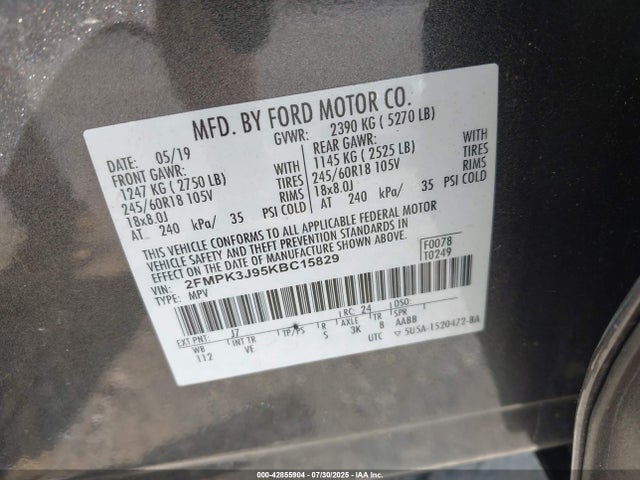 MFD. BY FORD MOTOR CO.
DATE: 05/19 GVWR: 2390 KG ( 5270 LB)
FRONT GAWR: WITH REAR GAWR: WITH
1247 KG ( 2750 LB) TIRES 1145 KG ( 2525 LB) TIRES
245/60R18 105V RIMS 245/60R18 105V RIMS
18x8.0J 18x8.0J
AT 240 kPa/ 35 PSI COLD AT 240 kPa/ 35 PSI COLD
THIS VEHICLE CONFORMS TO ALL APPLICABLE FEDERAL MOTOR
VEHICLE SAFETY AND THEFT PREVENTION STANDARDS IN
EFFECT ON THE DATE OF MANUFACTURE SHOWN ABOVE.
VIN: 2FMPK3J95KBC15829 F0078
TYPE: MPV T0249
EXT PNT: J7 RC: 24 DSO:
WB INT TR TP/PS R AXLE TR SPR
112 VE S 3K 8 AABB
UTC ▽ 5U5A-1520472-BA
000-42855904 | 07/30/2025 - IAA Inc.